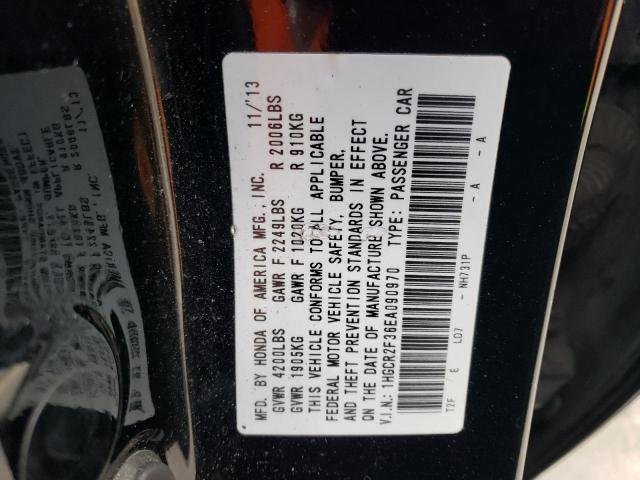 MFD. BY HONDA OF AMERICA MFG., INC. 11/'13
GVWR 4200LBS GAWR F 2249LBS R 2006LBS
GVWR 1905KG GAWR F 1020KG R 910KG
THIS VEHICLE CONFORMS TO ALL APPLICABLE
FEDERAL MOTOR VEHICLE SAFETY, BUMPER,
AND THEFT PREVENTION STANDARDS IN EFFECT
ON THE DATE OF MANUFACTURE SHOWN ABOVE.
V.I.N.: 1HGCR2F36EA090970 TYPE: PASSENGER CAR
T2F / E LD7 - NH731P - A - A